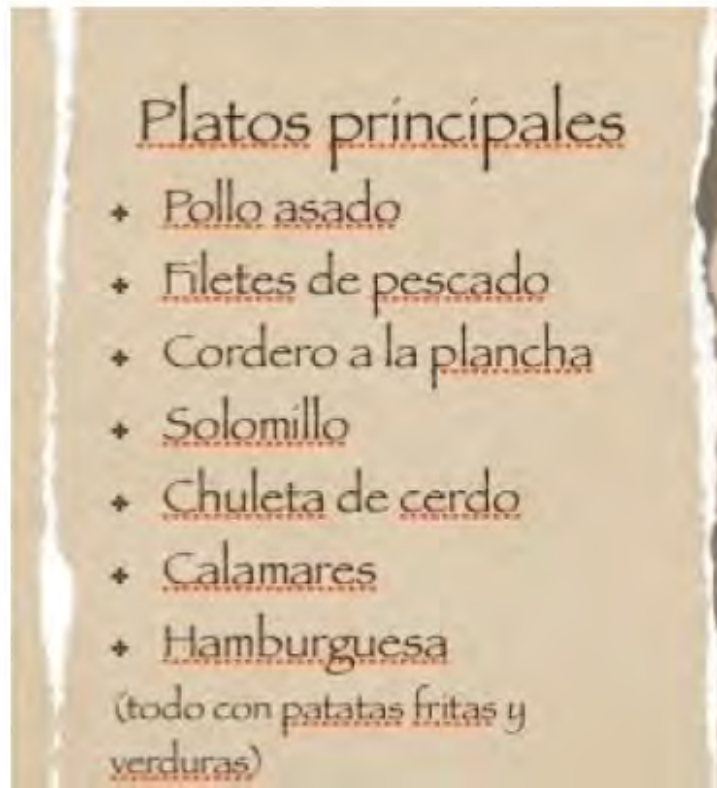 Platos principales
Pollo asado
Filetes de pescado
Cordero a la plancha
Solomillo
Chuleta de cerdo
Calamares
Hamburguesa
(todo con patatas fritas y
verduras)